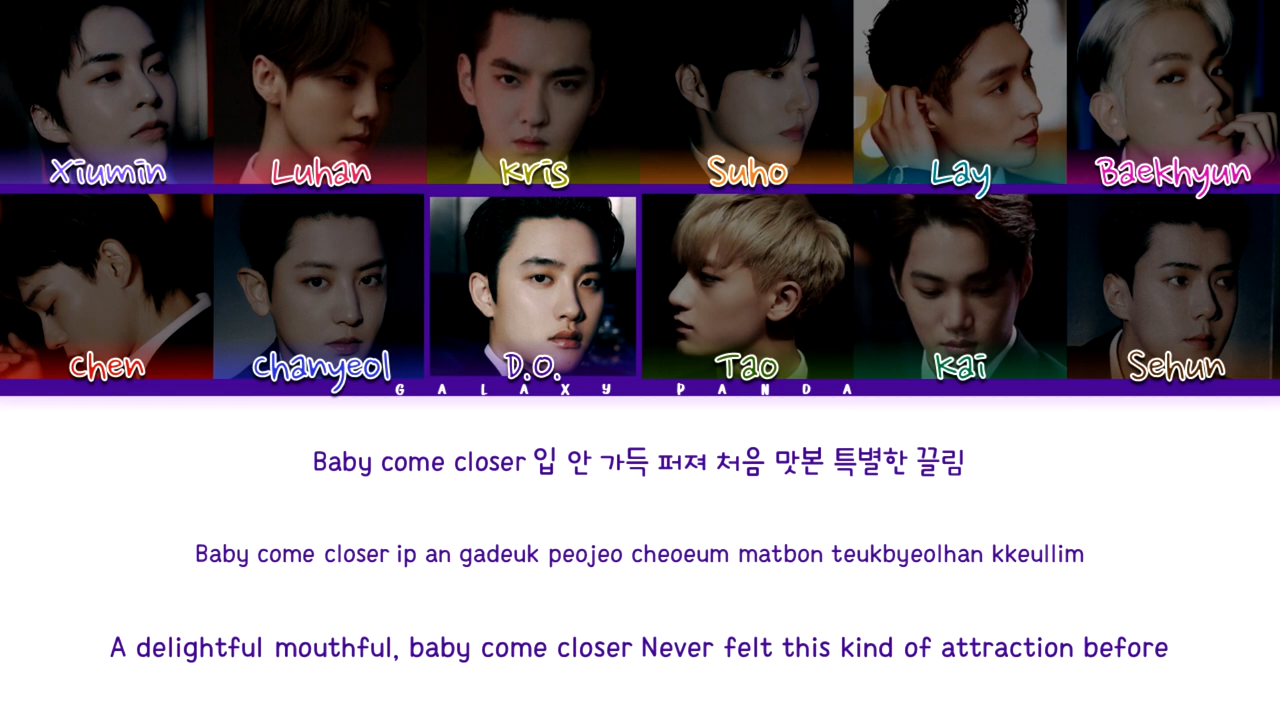 Xiumin Luhan Kris Suho Lay Baekhyun
Chen Chanyeol D.O. Tao Kai Sehun
GALAXY PANDA
Baby come closer 입 안 가득 퍼져 처음 맛본 특별한 끌림
Baby come closer ip an gadeuk peojeo cheoeum matbon teukbyeolhan kkeullim
A delightful mouthful, baby come closer Never felt this kind of attraction before